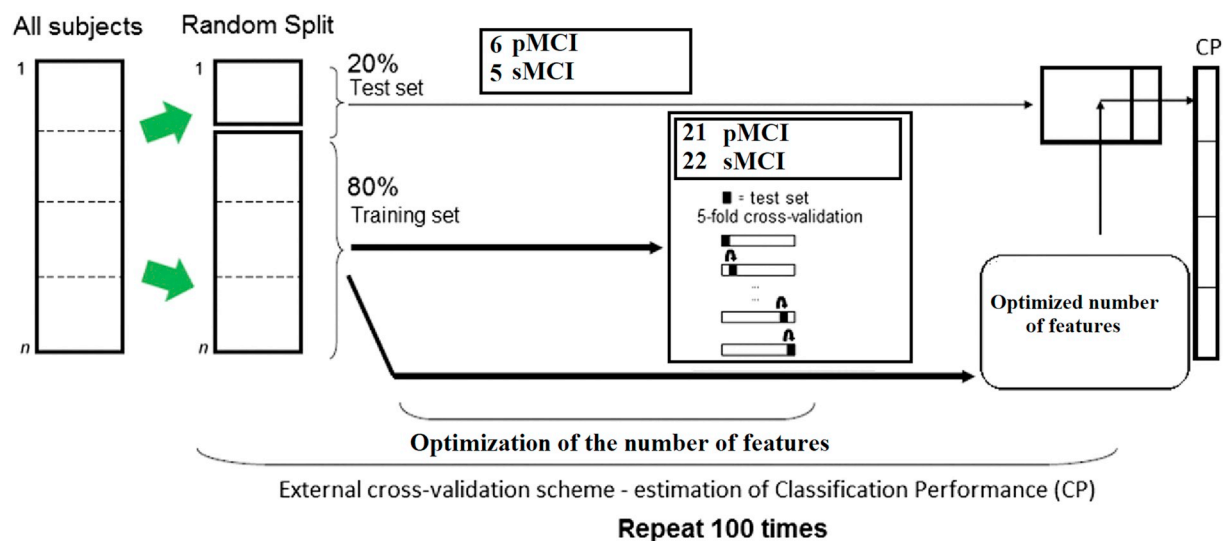 All subjects
Random Split
1
n
1
n
20%
Test set
6 pMCI
5 sMCI
80%
Training set
21 pMCI
22 sMCI
= test set
5-fold cross-validation
...
...
CP
Optimized number
of features
Optimization of the number of features
External cross-validation scheme - estimation of Classification Performance (CP)
Repeat 100 times